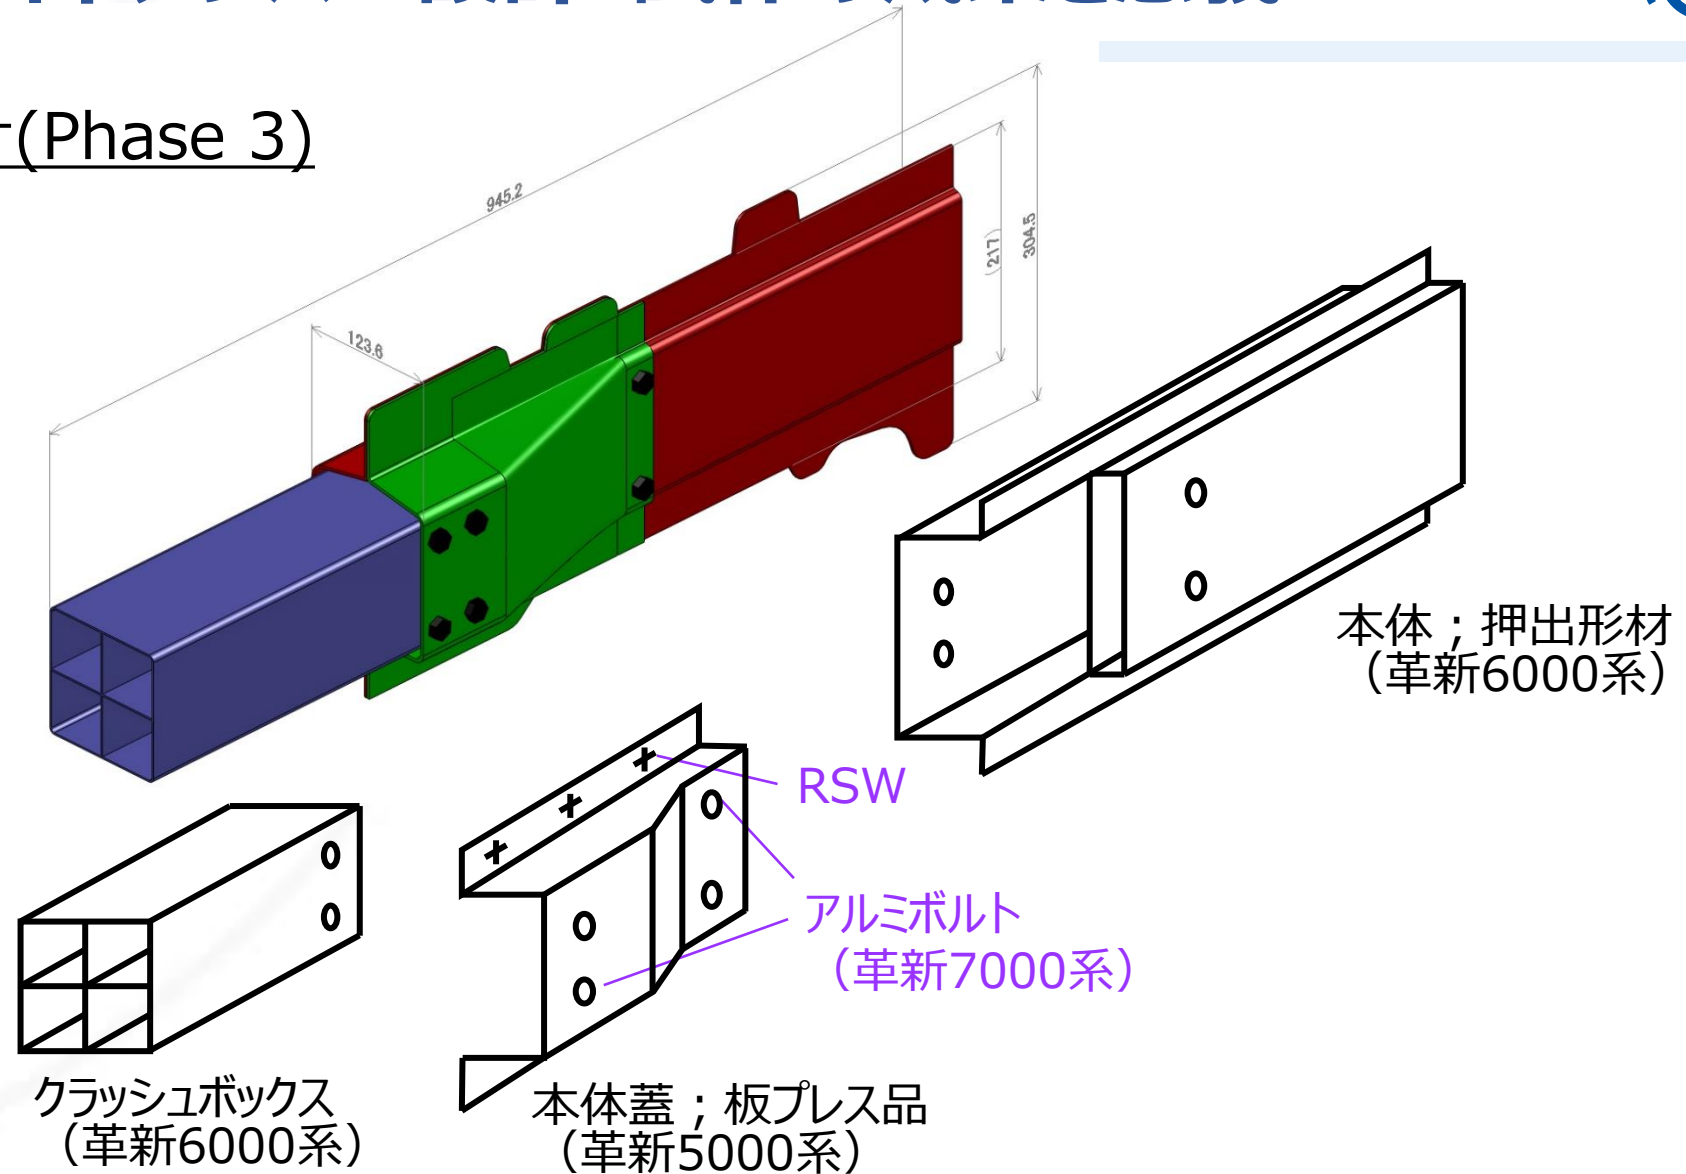 (Phase 3)
945.2
123.6
(217)
304.5
本体；押出形材
（革新6000系）
RSW
アルミボルト
（革新7000系）
クラッシュボックス
（革新6000系）
本体蓋；板プレス品
（革新5000系）